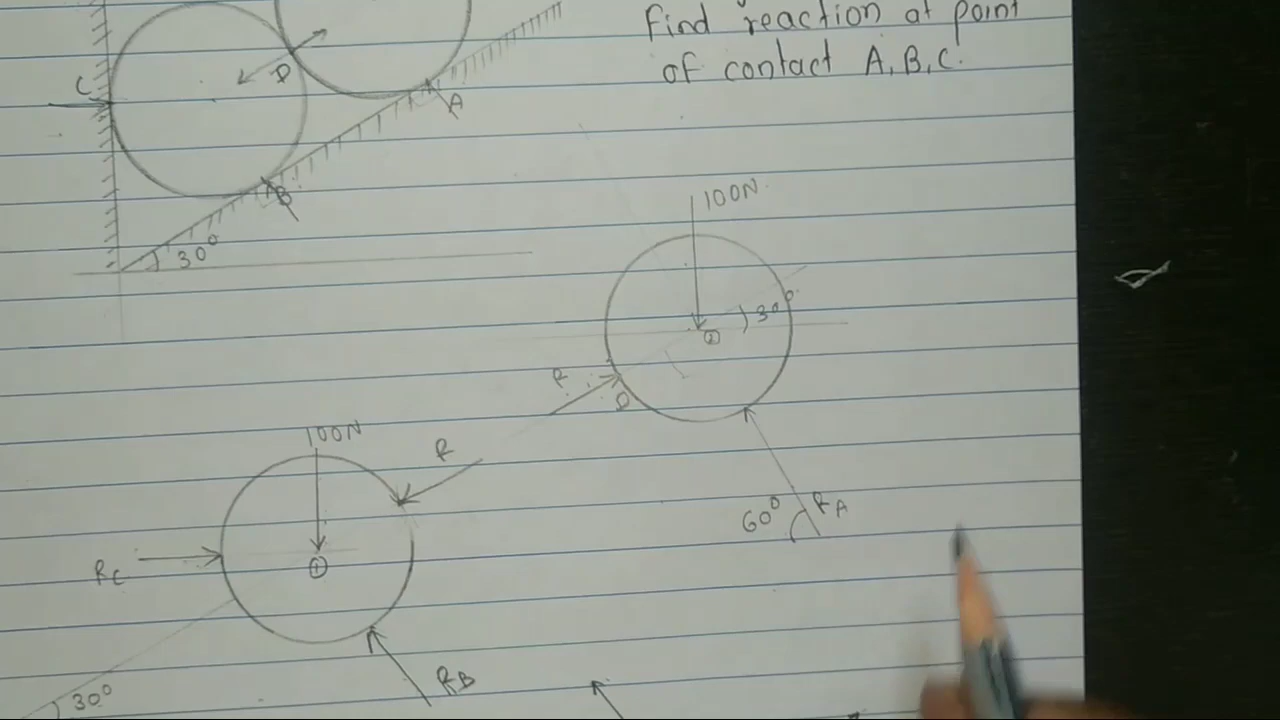 Find reaction at point
of contact A, B, C.
C
D
A
B
30°
100N
30°
②
R
D
100N
R
60°
RA
RC
①
RB
30°